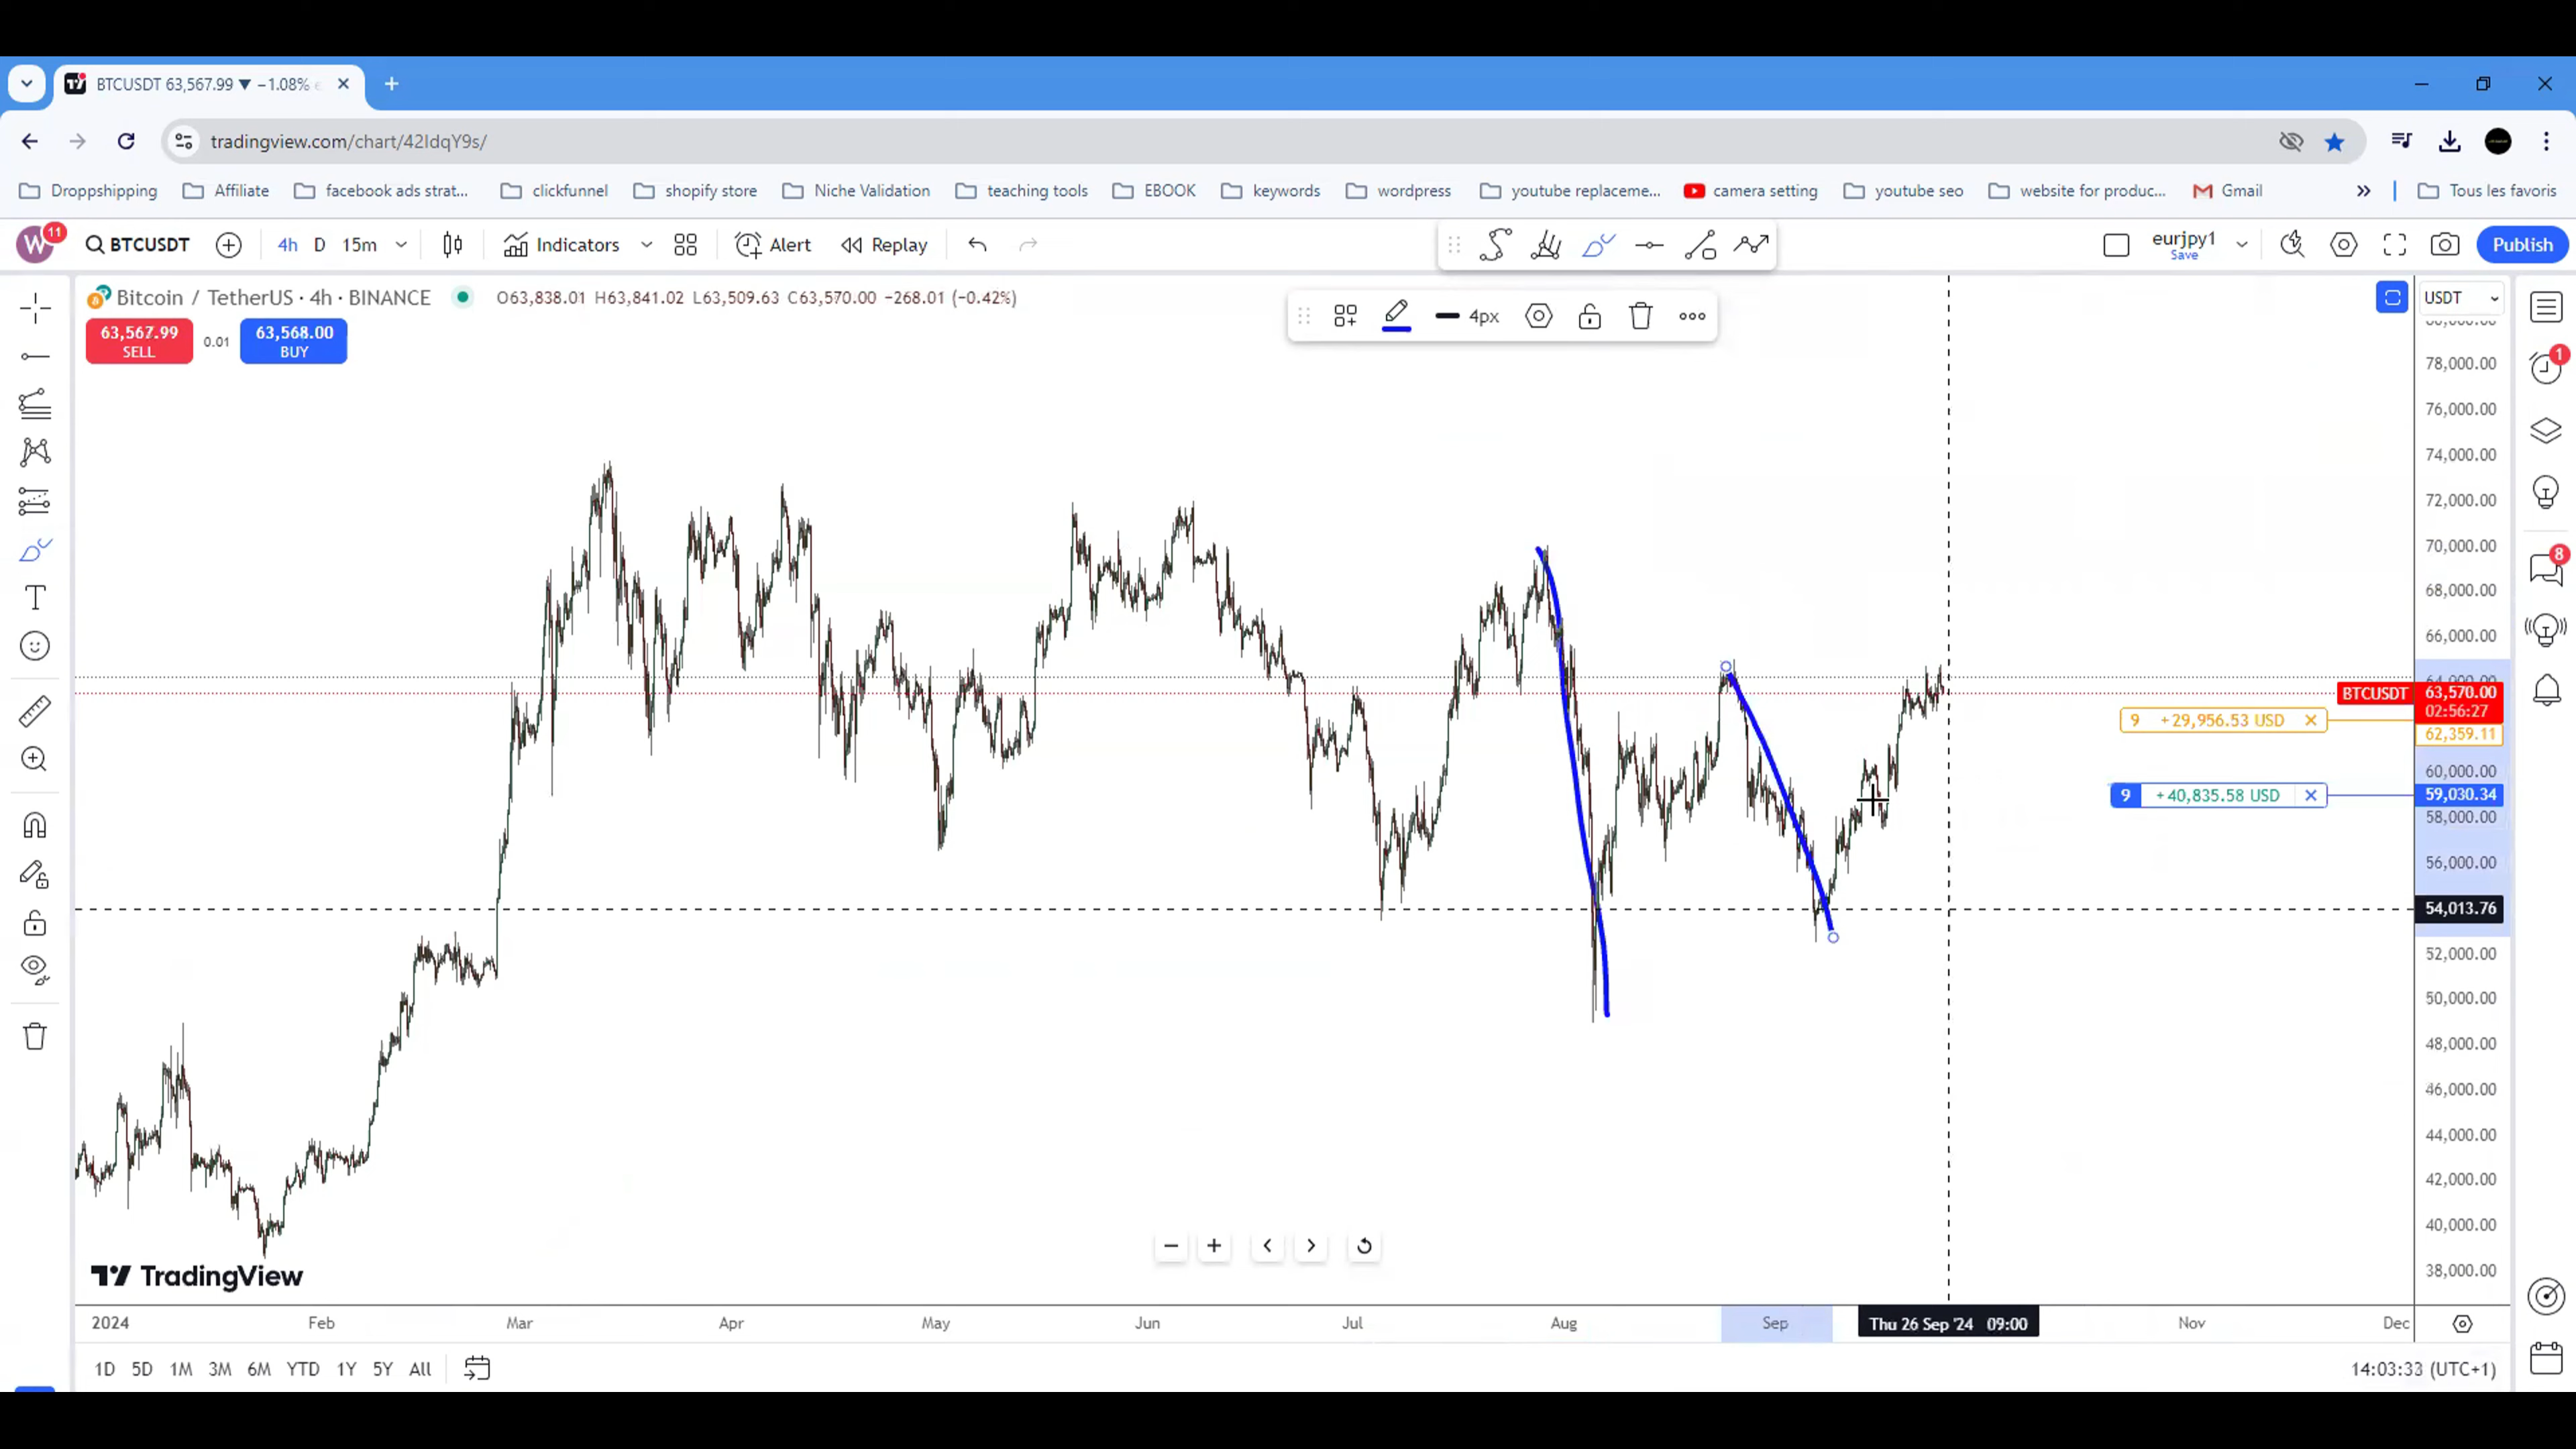 BTCUSDT 63,567.99 ▼ −1.08%
tradingview.com/chart/42IdqY9s/
Droppshipping Affiliate facebook ads strat... clickfunnel shopify store Niche Validation teaching tools EBOOK keywords wordpress youtube replaceme... camera setting youtube seo website for produc... Gmail Tous les favoris
W 11 BTCUSDT 4h D 15m Indicators Alert Replay eurjpy1 Publish
Save
Bitcoin / TetherUS · 4h · BINANCE O63,838.01 H63,841.02 L63,509.63 C63,570.00 −268.01 (−0.42%) USDT
63,567.99 0.01 63,568.00
SELL BUY
4px
78,000.00
76,000.00
74,000.00
72,000.00
70,000.00
68,000.00
66,000.00
BTCUSDT 63,570.00
02:56:27
9 +29,956.53 USD
62,359.11
60,000.00
9 +40,835.58 USD 59,030.34
58,000.00
56,000.00
54,013.76
52,000.00
50,000.00
48,000.00
46,000.00
44,000.00
42,000.00
40,000.00
38,000.00
1
8
TradingView
2024 Feb Mar Apr May Jun Jul Aug Sep Thu 26 Sep '24 09:00 Nov Dec
1D 5D 1M 3M 6M YTD 1Y 5Y All 14:03:33 (UTC+1)